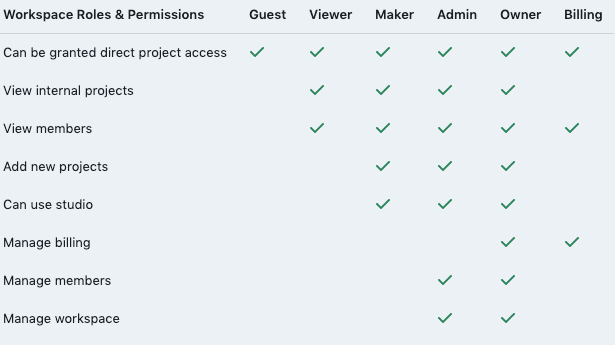 Workspace Roles & Permissions Guest Viewer Maker Admin Owner Billing
Can be granted direct project access ✓ ✓ ✓ ✓ ✓ ✓
View internal projects ✓ ✓ ✓ ✓
View members ✓ ✓ ✓ ✓ ✓
Add new projects ✓ ✓ ✓
Can use studio ✓ ✓ ✓
Manage billing ✓ ✓
Manage members ✓ ✓
Manage workspace ✓ ✓